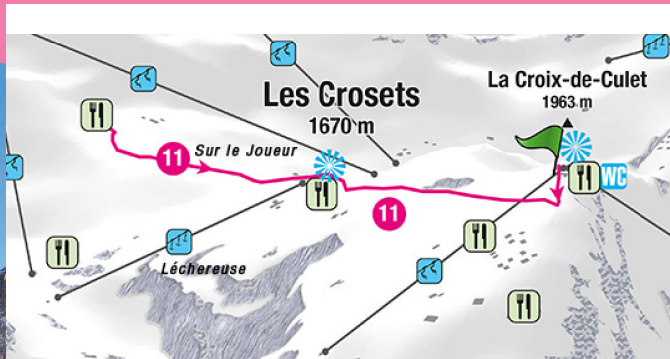 La Croix-de-Culet
1963 m
Les Crosets
1670 m
11
Sur le Joueur
WC
11
Léchereuse